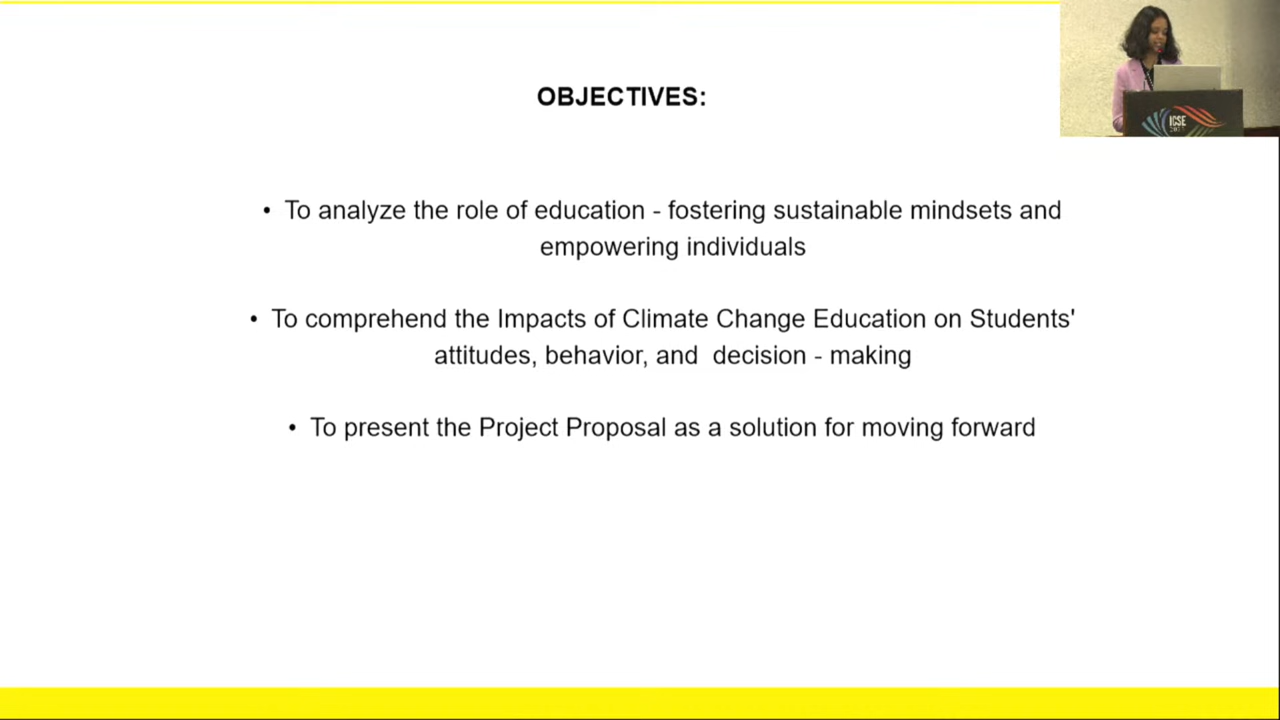 OBJECTIVES:
• To analyze the role of education - fostering sustainable mindsets and
empowering individuals
• To comprehend the Impacts of Climate Change Education on Students'
attitudes, behavior, and  decision - making
• To present the Project Proposal as a solution for moving forward
ICSE